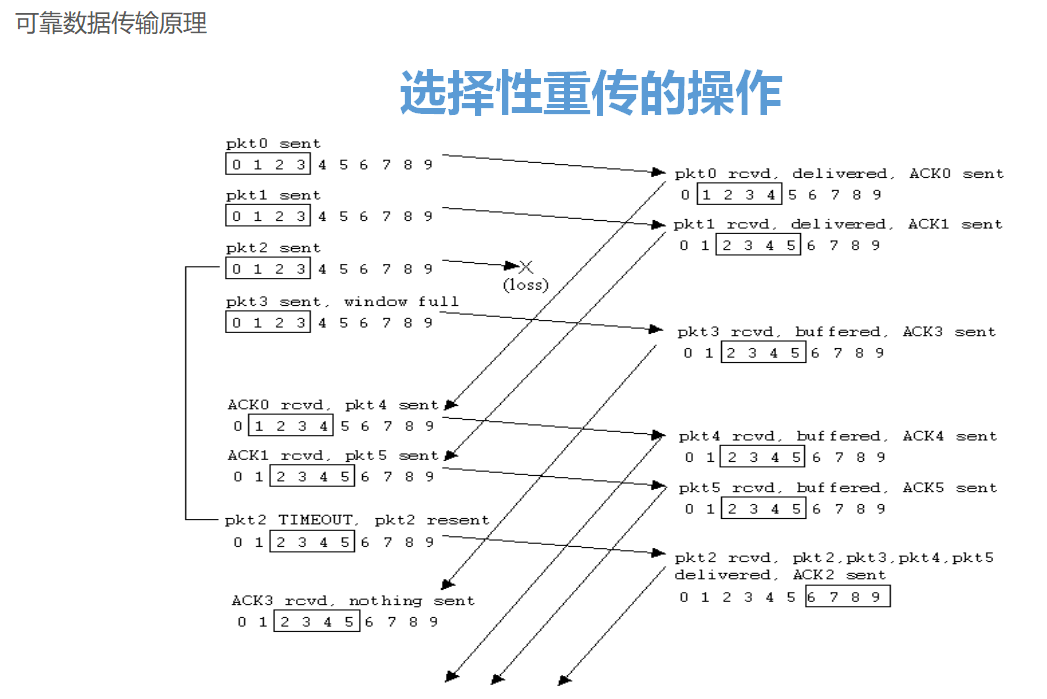 可靠数据传输原理
选择性重传的操作
pkt0 sent
0 1 2 3 4 5 6 7 8 9
pkt0 rcvd, delivered, ACK0 sent
0 1 2 3 4 5 6 7 8 9
pkt1 sent
0 1 2 3 4 5 6 7 8 9
pkt1 rcvd, delivered, ACK1 sent
0 1 2 3 4 5 6 7 8 9
pkt2 sent
0 1 2 3 4 5 6 7 8 9
(loss)
pkt3 sent, window full
0 1 2 3 4 5 6 7 8 9
pkt3 rcvd, buffered, ACK3 sent
0 1 2 3 4 5 6 7 8 9
ACK0 rcvd, pkt4 sent
0 1 2 3 4 5 6 7 8 9
pkt4 rcvd, buffered, ACK4 sent
0 1 2 3 4 5 6 7 8 9
ACK1 rcvd, pkt5 sent
0 1 2 3 4 5 6 7 8 9
pkt5 rcvd, buffered, ACK5 sent
0 1 2 3 4 5 6 7 8 9
pkt2 TIMEOUT, pkt2 resent
0 1 2 3 4 5 6 7 8 9
pkt2 rcvd, pkt2,pkt3,pkt4,pkt5
delivered, ACK2 sent
0 1 2 3 4 5 6 7 8 9
ACK3 rcvd, nothing sent
0 1 2 3 4 5 6 7 8 9